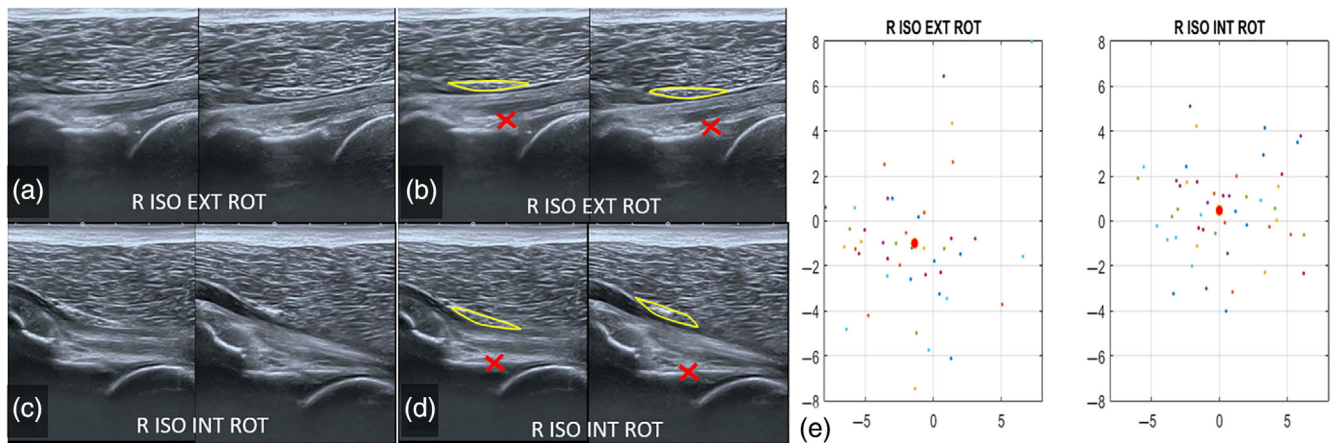 (a)
R ISO EXT ROT
(b)
R ISO EXT ROT
(c)
R ISO INT ROT
(d)
R ISO INT ROT
(e)
R ISO EXT ROT
8
6
4
2
0
−2
−4
−6
−8
−5 0 5
R ISO INT ROT
8
6
4
2
0
−2
−4
−6
−8
−5 0 5